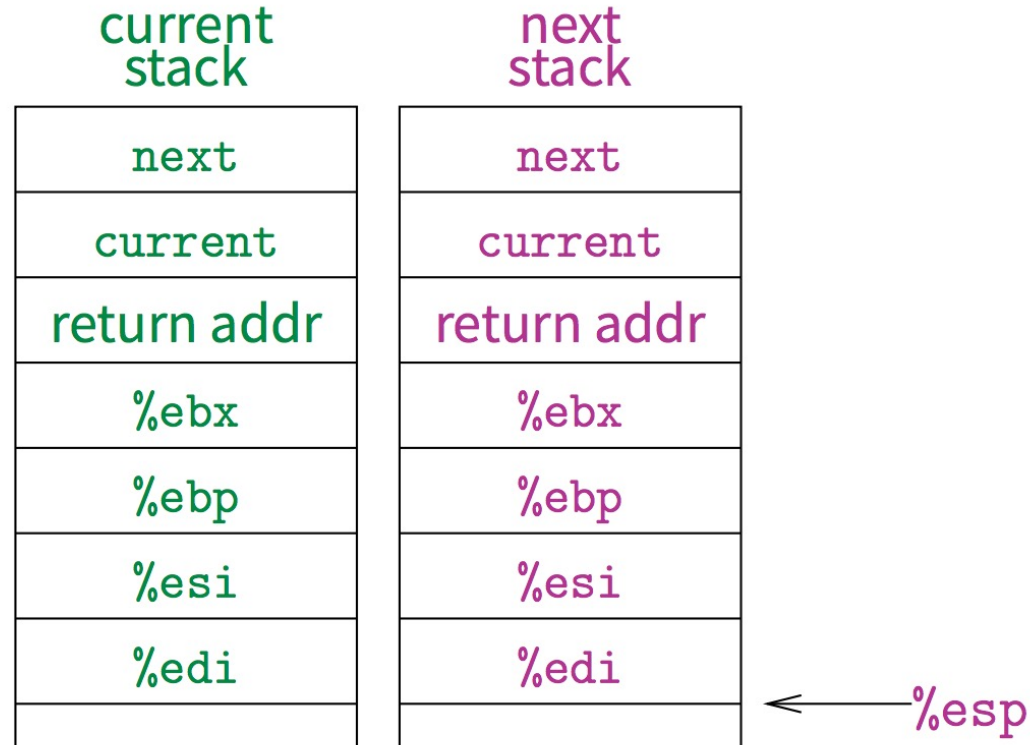 current
stack
next
current
return addr
%ebx
%ebp
%esi
%edi
next
stack
next
current
return addr
%ebx
%ebp
%esi
%edi
%esp